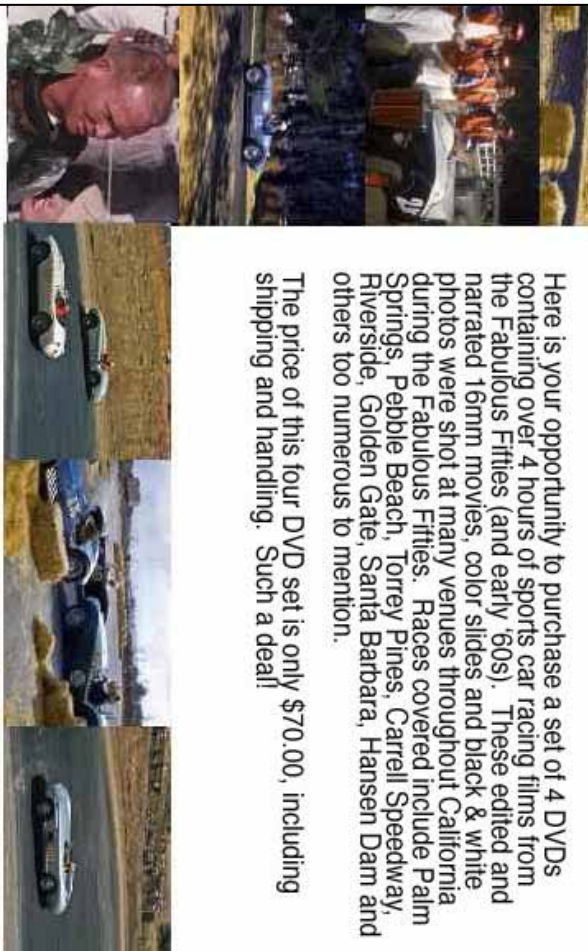 Here is your opportunity to purchase a set of 4 DVDs
containing over 4 hours of sports car racing films from
the Fabulous Fifties (and early '60s).  These edited and
narrated 16mm movies, color slides and black & white
photos were shot at many venues throughout California
during the Fabulous Fifties.  Races covered include Palm
Springs, Pebble Beach, Torrey Pines, Carrell Speedway,
Riverside, Golden Gate, Santa Barbara, Hansen Dam and
others too numerous to mention.
The price of this four DVD set is only $70.00, including
shipping and handling.  Such a deal!